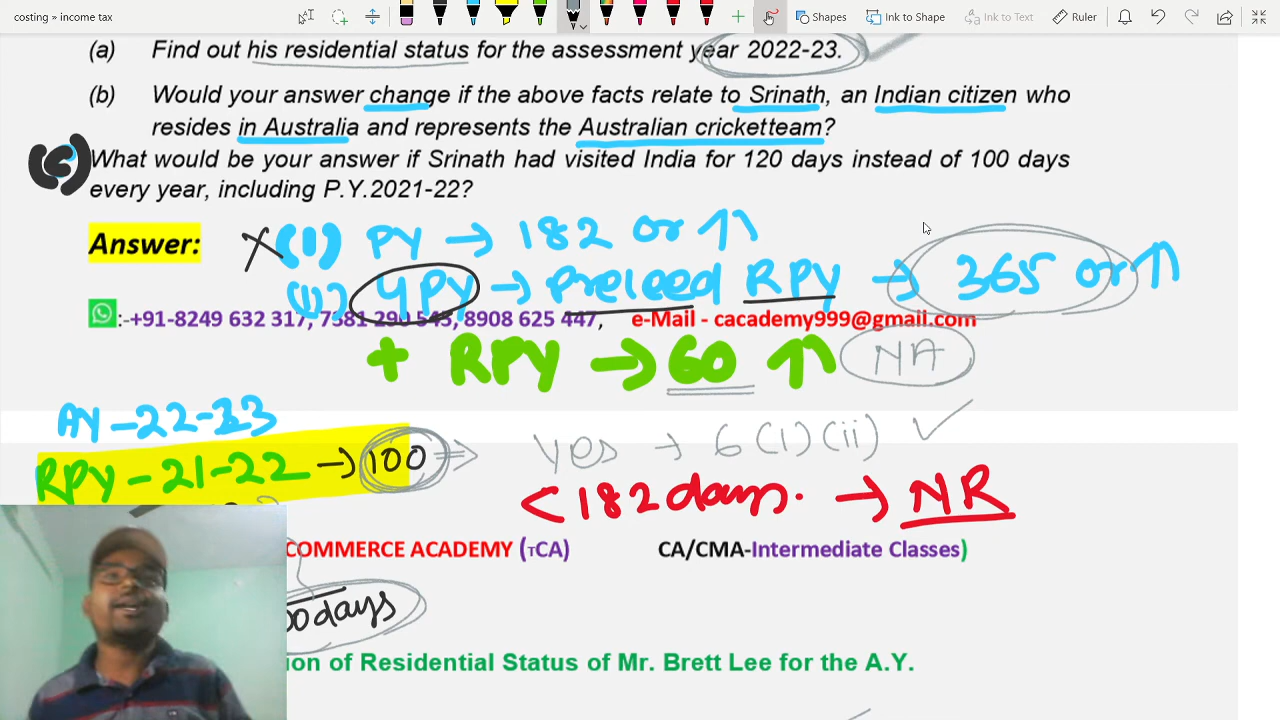 costing » income tax
Shapes Ink to Shape Ink to Text Ruler
(a) Find out his residential status for the assessment year 2022-23.
(b) Would your answer change if the above facts relate to Srinath, an Indian citizen who
resides in Australia and represents the Australian cricket team?
(c) What would be your answer if Srinath had visited India for 120 days instead of 100 days
every year, including P.Y.2021-22?
Answer: X (i) PY → 182 or ↑↑
(ii) 4PY → Preceed RPY → 365 or ↑
:-+91-8249 632 317, 7381 290 545, 8908 625 447, e-Mail - cacademy999@gmail.com
+ RPY → 60 ↑↑ NA
AY - 22-23
RPY - 21-22 → 100 ⇒ Yes → 6(1)(ii) ✓
< 182 days. → NR
COMMERCE ACADEMY (TCA) CA/CMA-Intermediate Classes)
00 days
ion of Residential Status of Mr. Brett Lee for the A.Y.